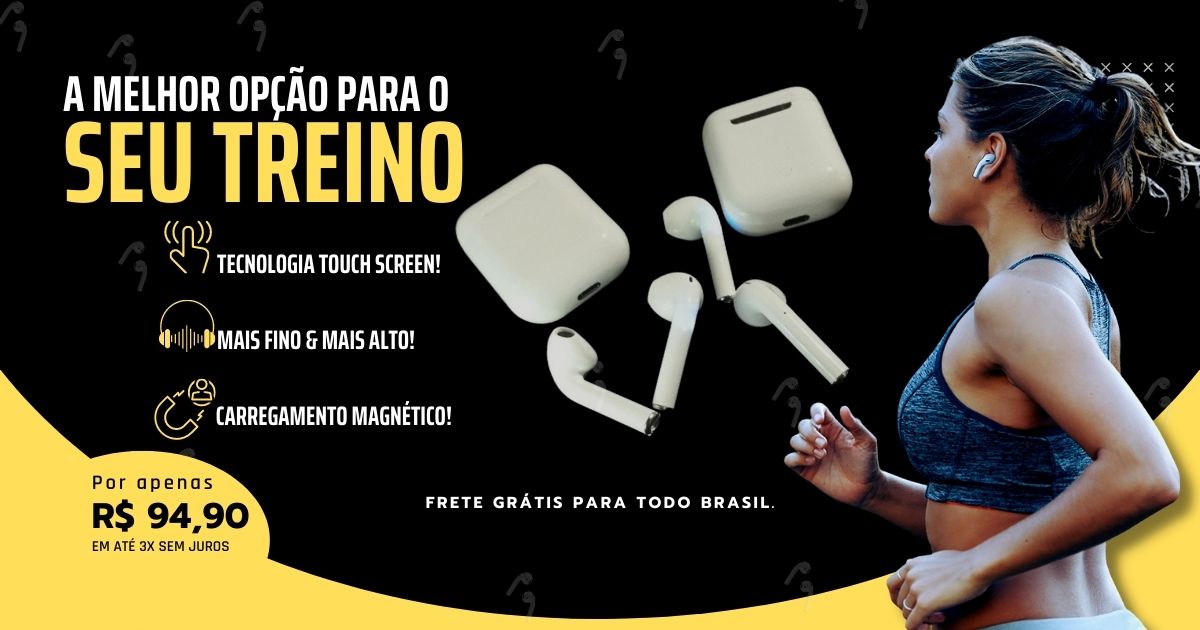 A MELHOR OPÇÃO PARA O
SEU TREINO
TECNOLOGIA TOUCH SCREEN!
MAIS FINO & MAIS ALTO!
CARREGAMENTO MAGNÉTICO!
Por apenas
R$ 94,90
EM ATÉ 3X SEM JUROS
FRETE GRÁTIS PARA TODO BRASIL.